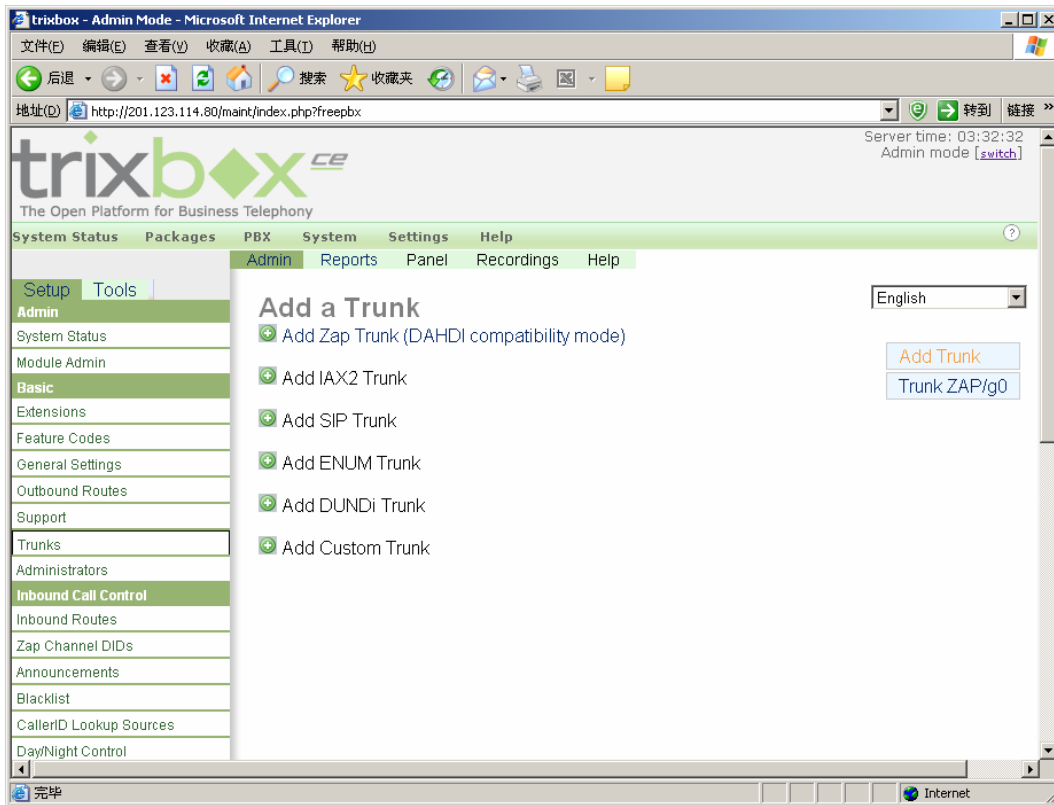 trixbox - Admin Mode - Microsoft Internet Explorer
文件(F) 编辑(E) 查看(V) 收藏(A) 工具(T) 帮助(H)
后退 搜索 收藏夹
地址(D) http://201.123.114.80/maint/index.php?freepbx 转到 链接 »
Server time: 03:32:32
Admin mode [switch]
trixbox ce
The Open Platform for Business Telephony
System Status Packages PBX System Settings Help ?
Admin Reports Panel Recordings Help
Setup Tools
English
Admin
System Status
Module Admin
Basic
Extensions
Feature Codes
General Settings
Outbound Routes
Support
Trunks
Administrators
Inbound Call Control
Inbound Routes
Zap Channel DIDs
Announcements
Blacklist
CallerID Lookup Sources
Day/Night Control
Add a Trunk
Add Zap Trunk (DAHDI compatibility mode)
Add IAX2 Trunk
Add SIP Trunk
Add ENUM Trunk
Add DUNDi Trunk
Add Custom Trunk
Add Trunk
Trunk ZAP/g0
完毕 Internet